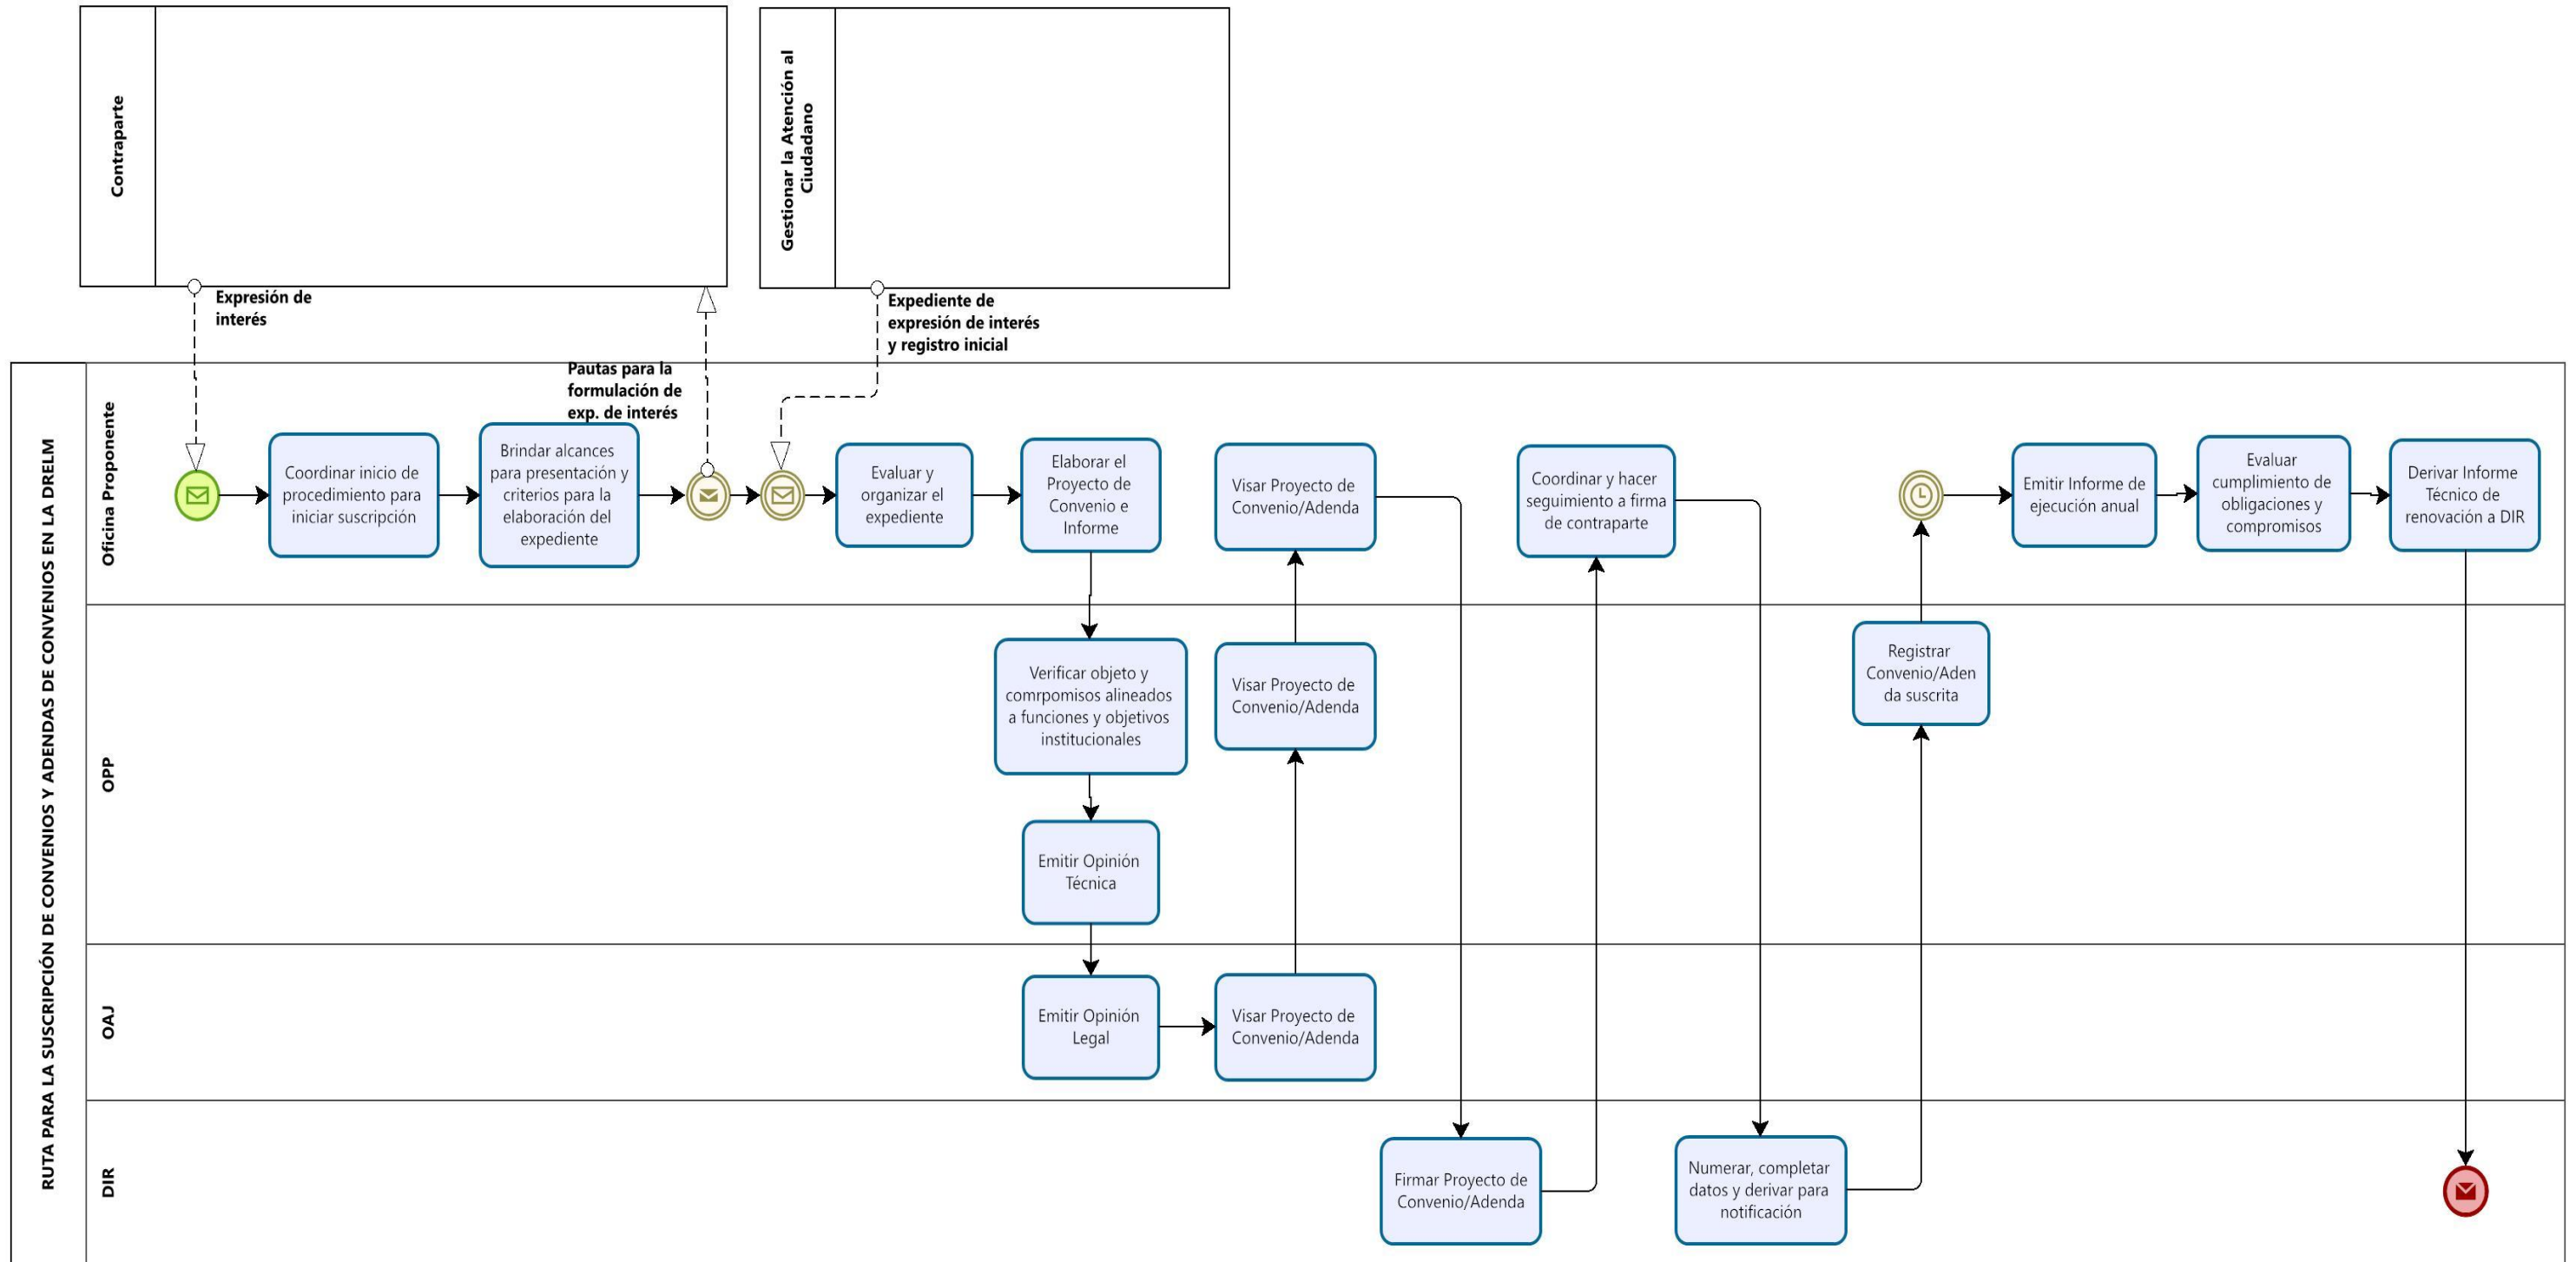 Contraparte
Gestionar la Atención al
Ciudadano
Expresión de
interés
Expediente de
expresión de interés
y registro inicial
Pautas para la
formulación de
exp. de interés
RUTA PARA LA SUSCRIPCIÓN DE CONVENIOS Y ADENDAS DE CONVENIOS EN LA DRELM
Oficina Proponente
Coordinar inicio de
procedimiento para
iniciar suscripción
Brindar alcances
para presentación y
criterios para la
elaboración del
expediente
Evaluar y
organizar el
expediente
Elaborar el
Proyecto de
Convenio e
Informe
Visar Proyecto de
Convenio/Adenda
Coordinar y hacer
seguimiento a firma
de contraparte
Emitir Informe de
ejecución anual
Evaluar
cumplimiento de
obligaciones y
compromisos
Derivar Informe
Técnico de
renovación a DIR
OPP
Verificar objeto y
comrpomisos alineados
a funciones y objetivos
institucionales
Visar Proyecto de
Convenio/Adenda
Registrar
Convenio/Aden
da suscrita
Emitir Opinión
Técnica
OAJ
Emitir Opinión
Legal
Visar Proyecto de
Convenio/Adenda
DIR
Firmar Proyecto de
Convenio/Adenda
Numerar, completar
datos y derivar para
notificación